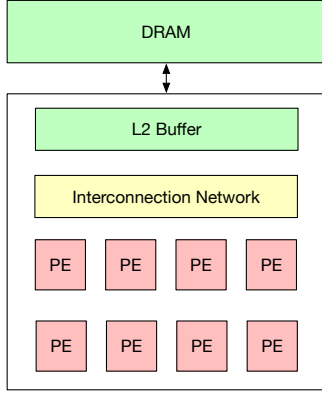 DRAM
L2 Buffer
Interconnection Network
PE PE PE PE
PE PE PE PE